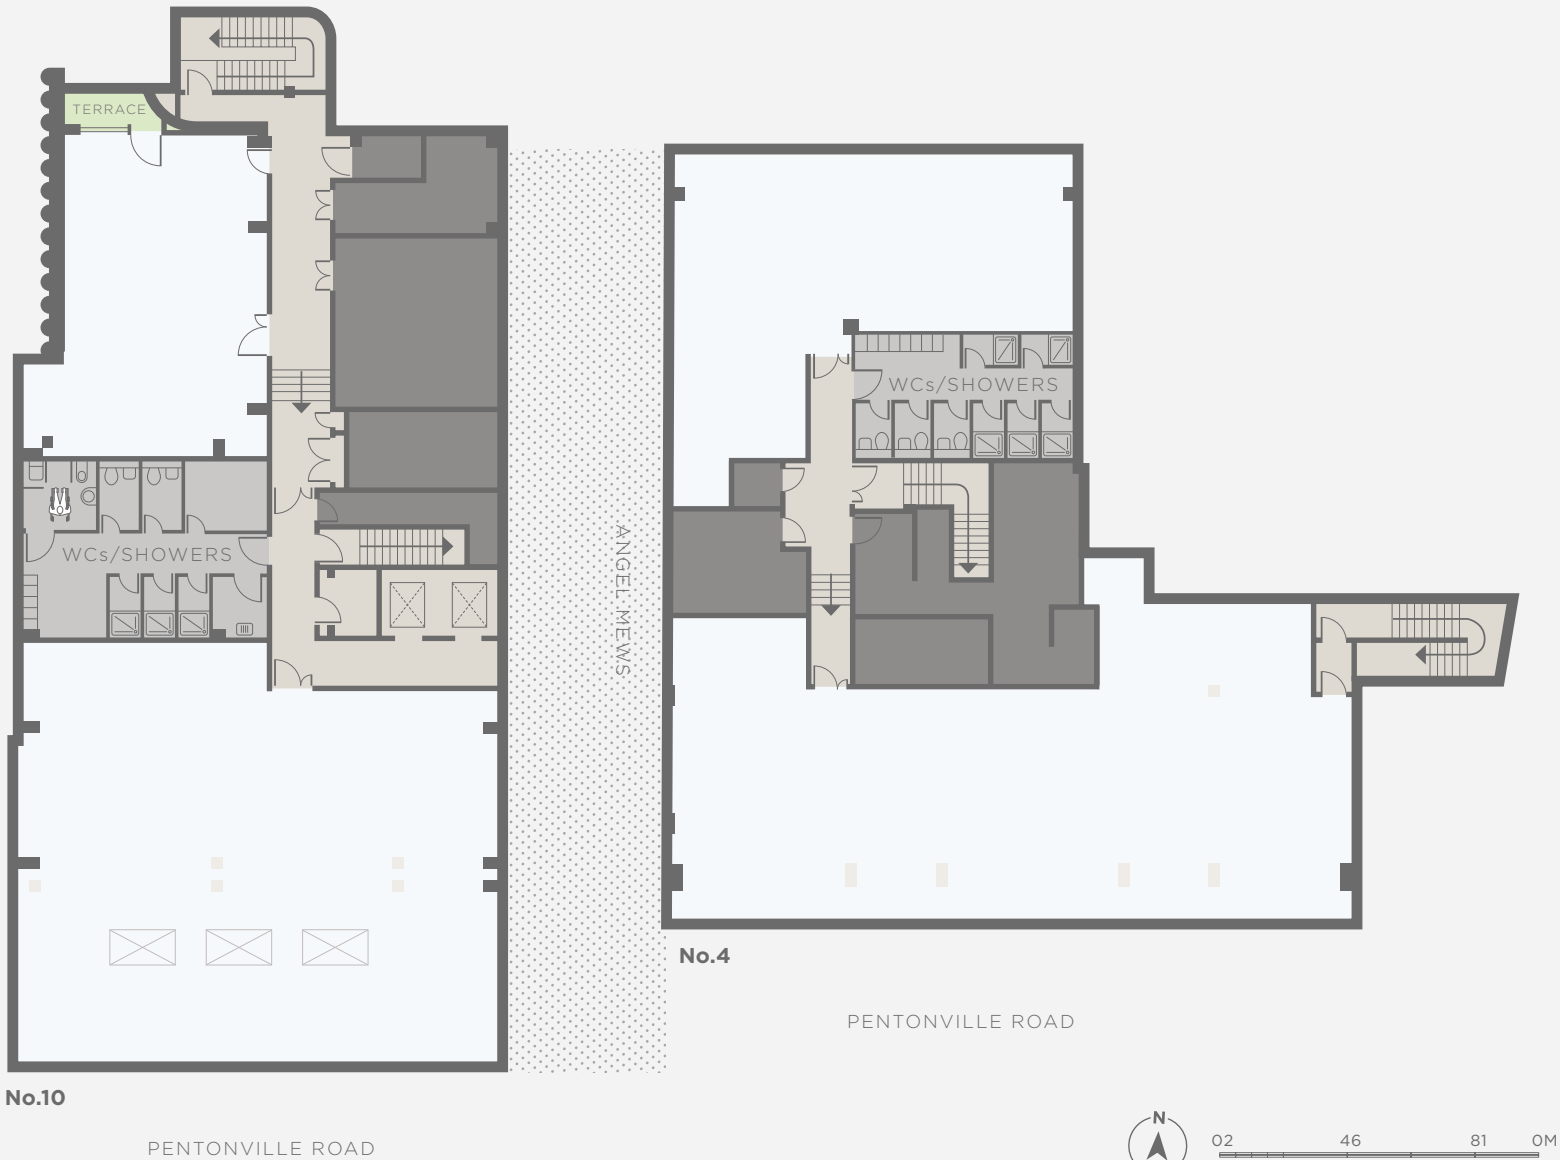 TERRACE
WCs/SHOWERS
WCs/SHOWERS
ANGEL MEWS
No.4
PENTONVILLE ROAD
No.10
PENTONVILLE ROAD
N
02 46 81 0M